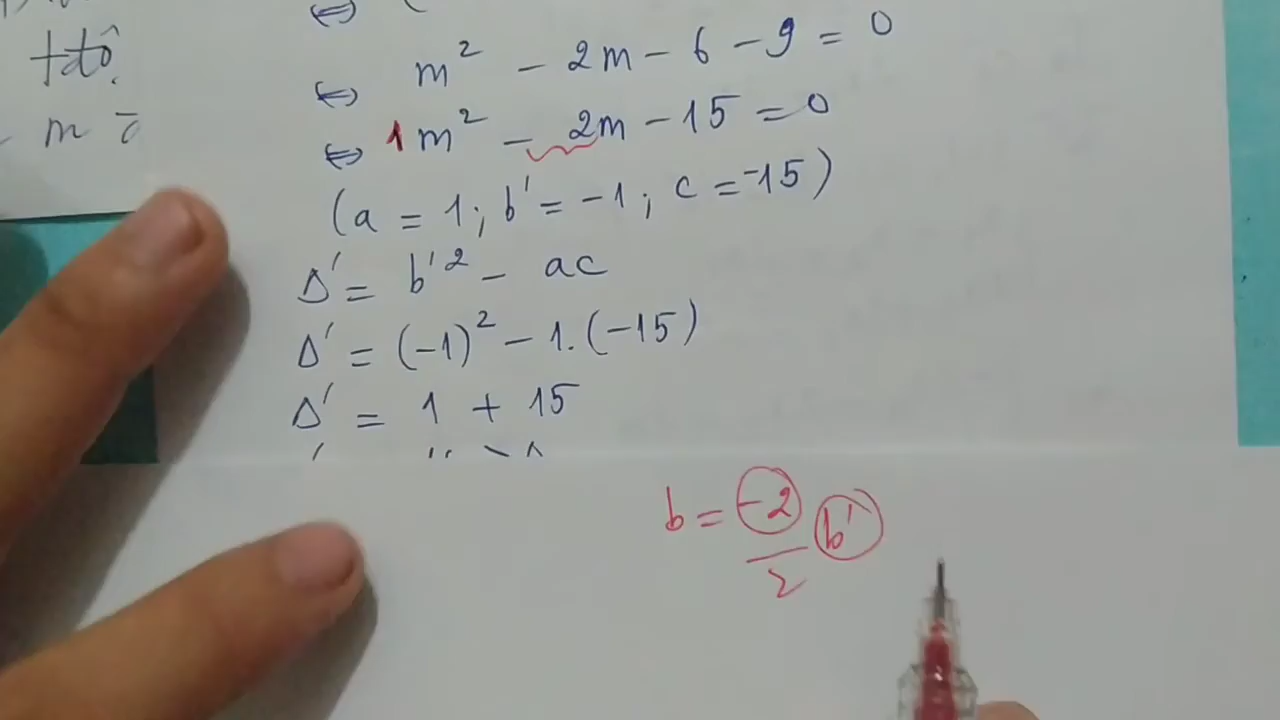 tđộ
m =
⇔ (
⇔ m² - 2m - 6 - 9 = 0
⇔ 1m² - 2m - 15 = 0
(a = 1; b' = -1; c = -15)
Δ' = b'² - ac
Δ' = (-1)² - 1.(-15)
Δ' = 1 + 15
b = -2/2 b'